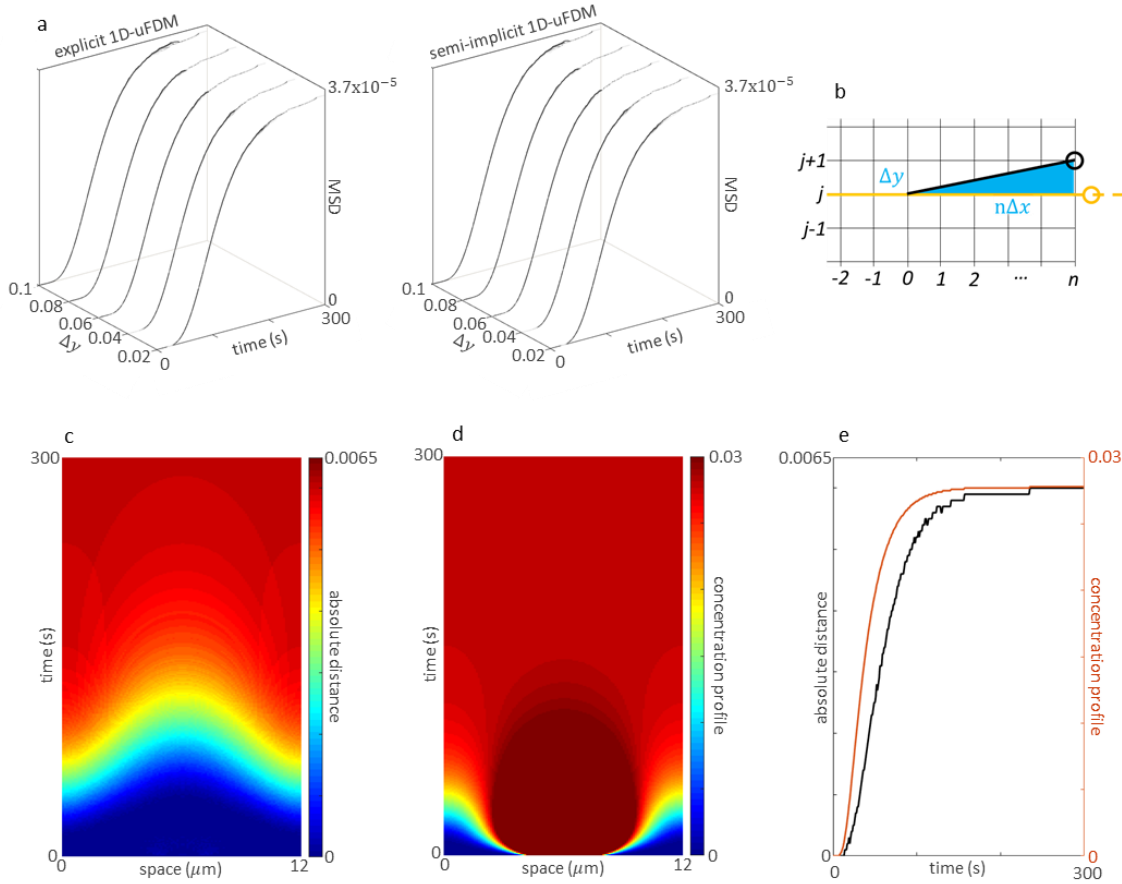 a
explicit 1D-uFDM
3.7x10⁻⁵
MSD
0
300
time (s)
0
0.1
0.08
0.06
0.04
0.02
Δy
semi-implicit 1D-uFDM
3.7x10⁻⁵
MSD
0
300
time (s)
0
0.1
0.08
0.06
0.04
0.02
Δy
b
j+1
j
j-1
Δy
nΔx
-2 -1 0 1 2 ... n
c
300
time (s)
0
0 space (μm) 12
0.0065
absolute distance
0
d
300
time (s)
0
0 space (μm) 12
0.03
concentration profile
0
e
0.0065
absolute distance
0
0 time (s) 300
0.03
concentration profile
0